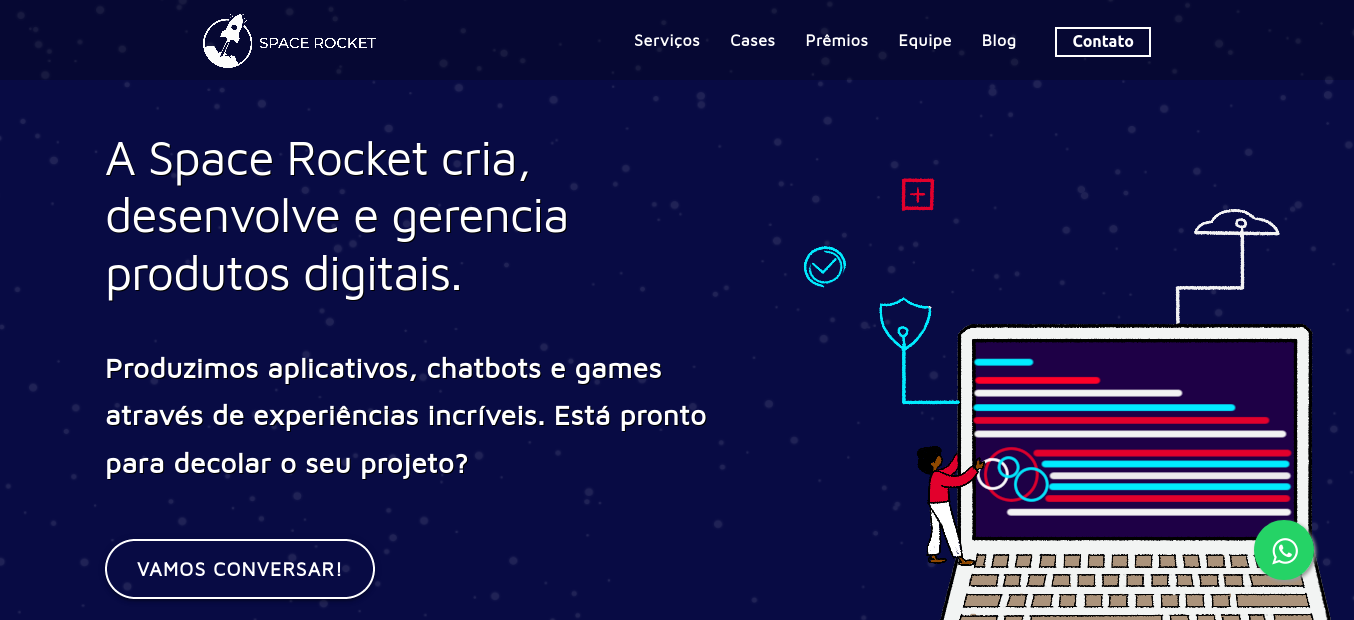 SPACE ROCKET
Serviços Cases Prêmios Equipe Blog Contato
A Space Rocket cria,
desenvolve e gerencia
produtos digitais.
Produzimos aplicativos, chatbots e games
através de experiências incríveis. Está pronto
para decolar o seu projeto?
VAMOS CONVERSAR!